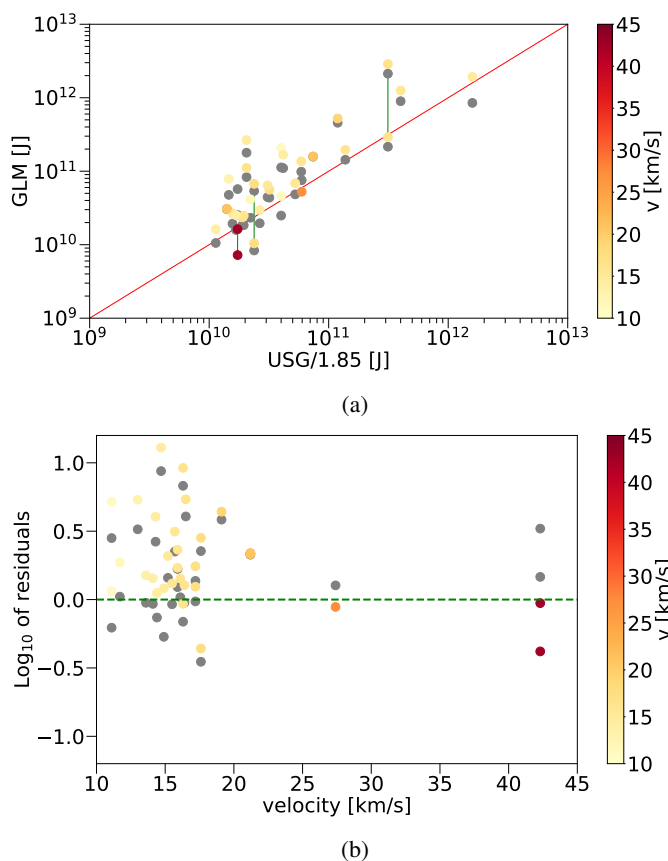 10^13
10^12
10^11
10^10
10^9
GLM [J]
10^9 10^10 10^11 10^12 10^13
USG/1.85 [J]
45
40
35
30
25
20
15
10
v [km/s]
(a)
1.0
0.5
0.0
−0.5
−1.0
Log₁₀ of residuals
10 15 20 25 30 35 40 45
velocity [km/s]
45
40
35
30
25
20
15
10
v [km/s]
(b)